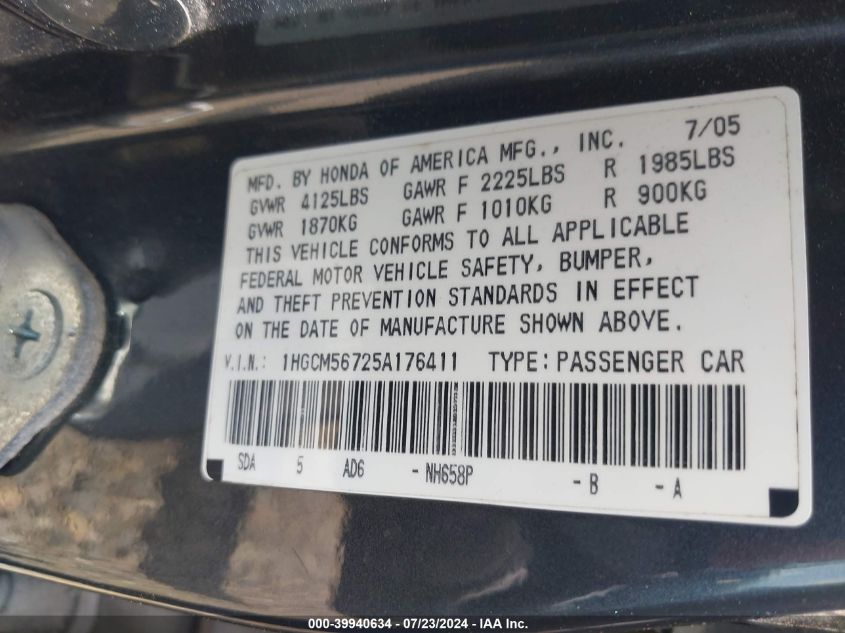 MFD. BY HONDA OF AMERICA MFG., INC. 7/05
GVWR 4125LBS GAWR F 2225LBS R 1985LBS
GVWR 1870KG GAWR F 1010KG R 900KG
THIS VEHICLE CONFORMS TO ALL APPLICABLE
FEDERAL MOTOR VEHICLE SAFETY, BUMPER,
AND THEFT PREVENTION STANDARDS IN EFFECT
ON THE DATE OF MANUFACTURE SHOWN ABOVE.
V.I.N.: 1HGCM56725A176411 TYPE: PASSENGER CAR
SDA 5 AD6 - NH658P - B - A
000-39940634 / 07/23/2024 - IAA Inc.